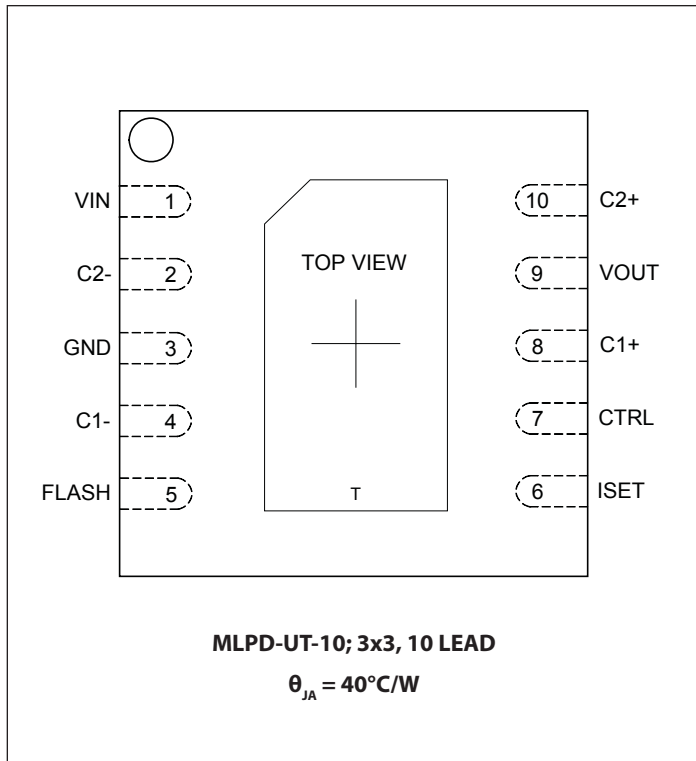 VIN 1 10 C2+
C2- 2 TOP VIEW 9 VOUT
GND 3 8 C1+
C1- 4 7 CTRL
FLASH 5 T 6 ISET
MLPD-UT-10; 3x3, 10 LEAD
θJA = 40°C/W